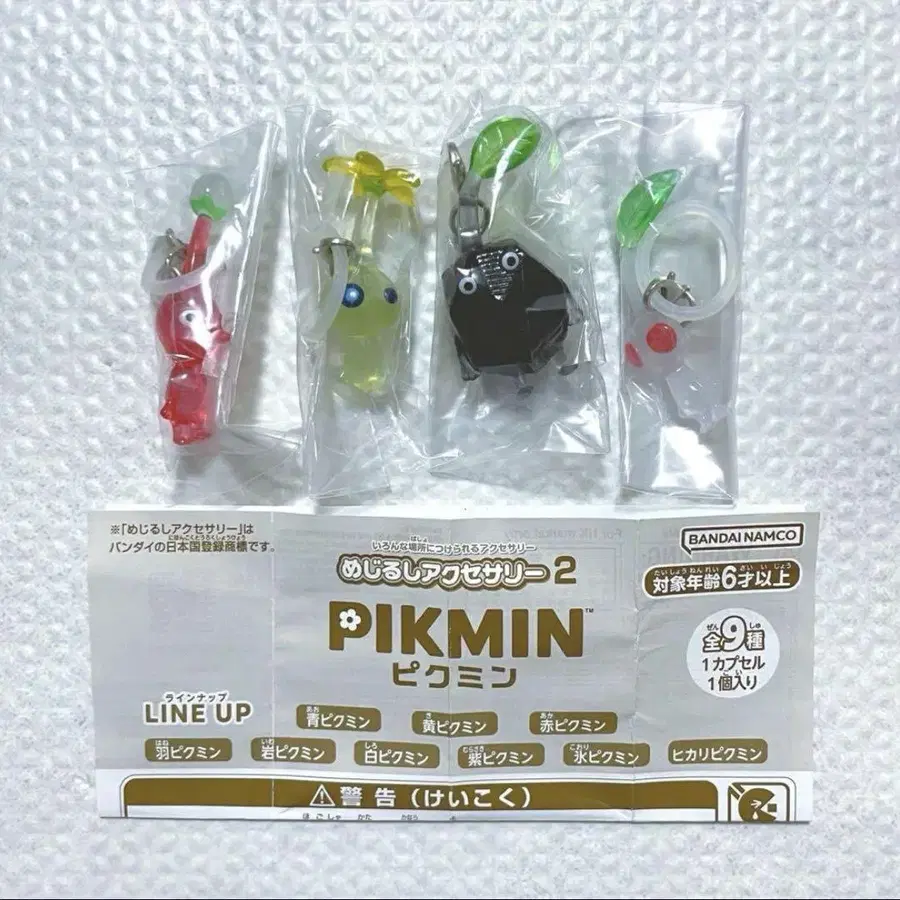 ※「めじるしアクセサリー」は
バンダイの日本国登録商標です。
いろんな場所につけられるアクセサリー
めじるしアクセサリー2
PIKMIN™
ピクミン
BANDAI NAMCO
対象年齢6才以上
全9種
1カプセル
1個入り
ラインナップ
LINE UP
青ピクミン
黄ピクミン
赤ピクミン
羽ピクミン
岩ピクミン
白ピクミン
紫ピクミン
氷ピクミン
ヒカリピクミン
⚠警告(けいこく)